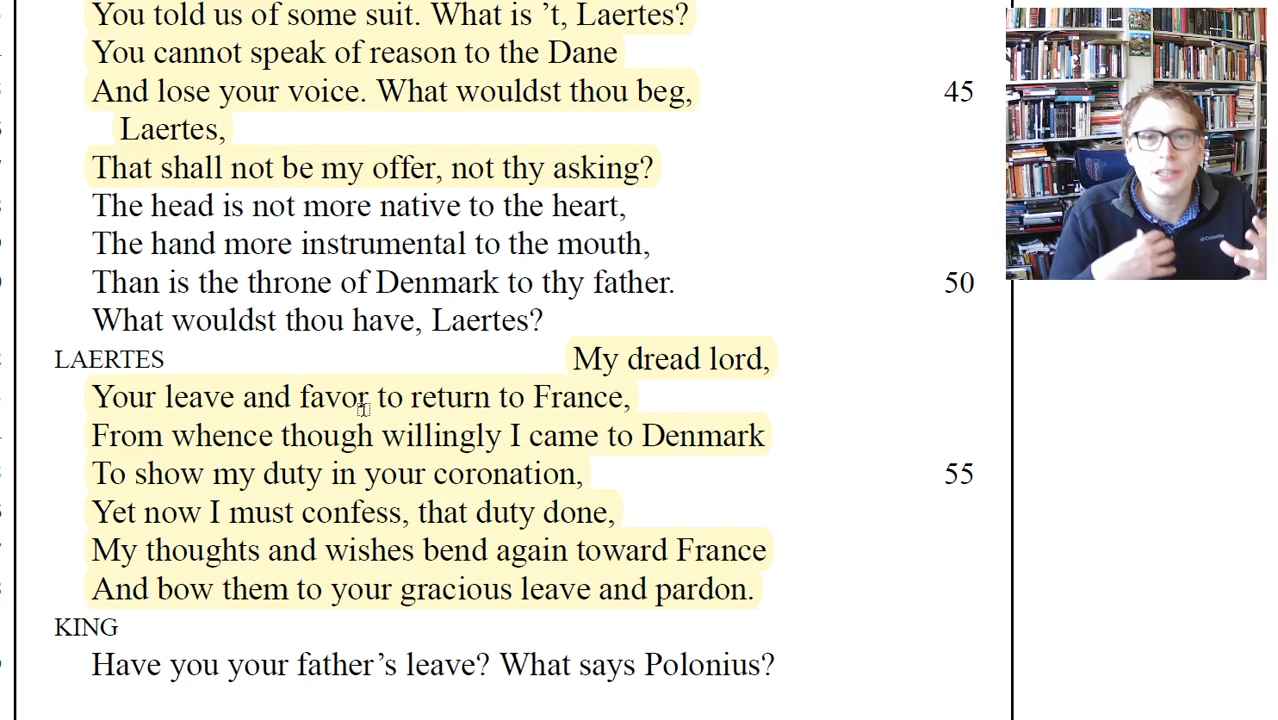 You told us of some suit. What is ’t, Laertes?
You cannot speak of reason to the Dane
And lose your voice. What wouldst thou beg, 45
Laertes,
That shall not be my offer, not thy asking?
The head is not more native to the heart,
The hand more instrumental to the mouth,
Than is the throne of Denmark to thy father. 50
What wouldst thou have, Laertes?
LAERTES My dread lord,
Your leave and favor to return to France,
From whence though willingly I came to Denmark
To show my duty in your coronation, 55
Yet now I must confess, that duty done,
My thoughts and wishes bend again toward France
And bow them to your gracious leave and pardon.
KING
Have you your father’s leave? What says Polonius?
Columbia